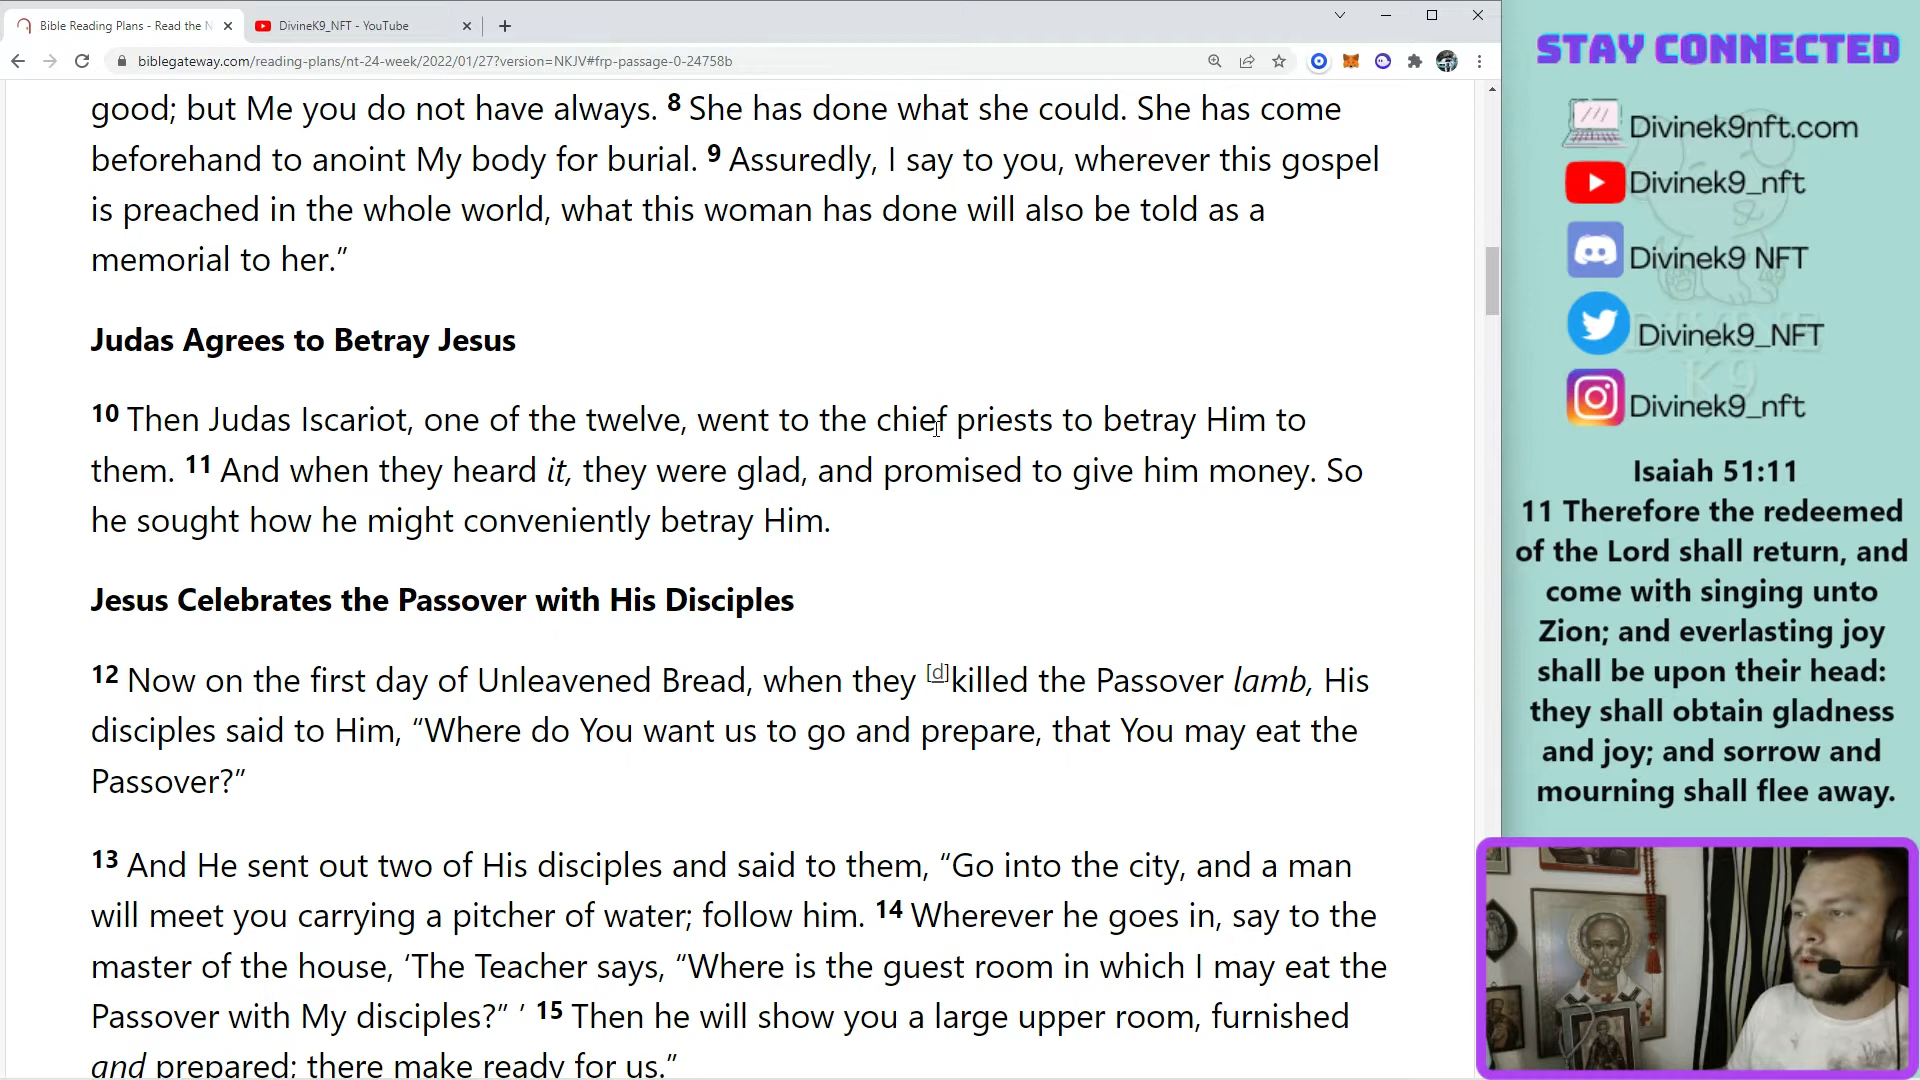 Bible Reading Plans - Read the N
DivineK9_NFT - YouTube
biblegateway.com/reading-plans/nt-24-week/2022/01/27?version=NKJV#frp-passage-0-24758b
good; but Me you do not have always. 8 She has done what she could. She has come
beforehand to anoint My body for burial. 9 Assuredly, I say to you, wherever this gospel
is preached in the whole world, what this woman has done will also be told as a
memorial to her.”
Judas Agrees to Betray Jesus
10 Then Judas Iscariot, one of the twelve, went to the chief priests to betray Him to
them. 11 And when they heard it, they were glad, and promised to give him money. So
he sought how he might conveniently betray Him.
Jesus Celebrates the Passover with His Disciples
12 Now on the first day of Unleavened Bread, when they [d]killed the Passover lamb, His
disciples said to Him, “Where do You want us to go and prepare, that You may eat the
Passover?”
13 And He sent out two of His disciples and said to them, “Go into the city, and a man
will meet you carrying a pitcher of water; follow him. 14 Wherever he goes in, say to the
master of the house, ‘The Teacher says, “Where is the guest room in which I may eat the
Passover with My disciples?” ’ 15 Then he will show you a large upper room, furnished
and prepared; there make ready for us.”
STAY CONNECTED
Divinek9nft.com
Divinek9_nft
Divinek9 NFT
Divinek9_NFT
Divinek9_nft
DIVINE
K9
Isaiah 51:11
11 Therefore the redeemed
of the Lord shall return, and
come with singing unto
Zion; and everlasting joy
shall be upon their head:
they shall obtain gladness
and joy; and sorrow and
mourning shall flee away.